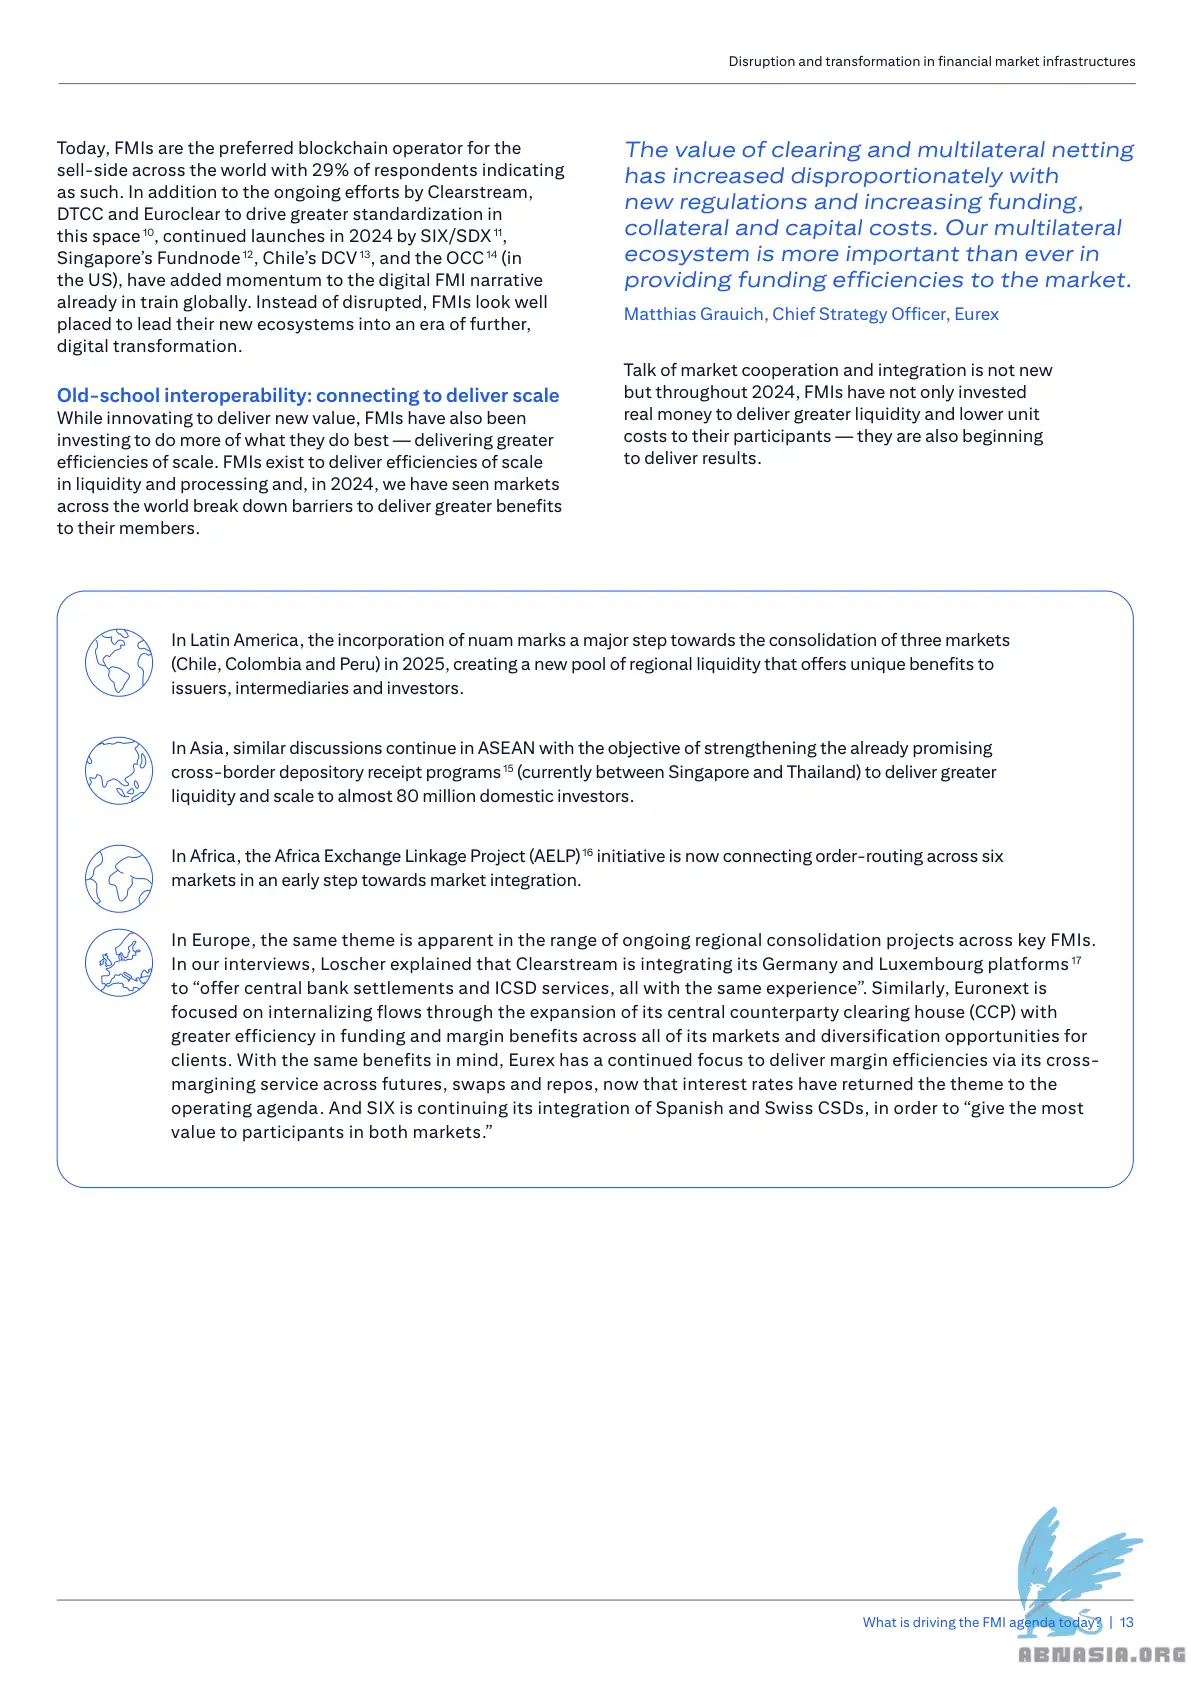 Disruption and transformation in financial market infrastructures
Today, FMIs are the preferred blockchain operator for the
sell-side across the world with 29% of respondents indicating
as such. In addition to the ongoing efforts by Clearstream,
DTCC and Euroclear to drive greater standardization in
this space 10, continued launches in 2024 by SIX/SDX 11,
Singapore's Fundnode 12, Chile's DCV 13, and the OCC 14 (in
the US), have added momentum to the digital FMI narrative
already in train globally. Instead of disrupted, FMIs look well
placed to lead their new ecosystems into an era of further,
digital transformation.
Old-school interoperability: connecting to deliver scale
While innovating to deliver new value, FMIs have also been
investing to do more of what they do best — delivering greater
efficiencies of scale. FMIs exist to deliver efficiencies of scale
in liquidity and processing and, in 2024, we have seen markets
across the world break down barriers to deliver greater benefits
to their members.
The value of clearing and multilateral netting
has increased disproportionately with
new regulations and increasing funding,
collateral and capital costs. Our multilateral
ecosystem is more important than ever in
providing funding efficiencies to the market.
Matthias Grauich, Chief Strategy Officer, Eurex
Talk of market cooperation and integration is not new
but throughout 2024, FMIs have not only invested
real money to deliver greater liquidity and lower unit
costs to their participants — they are also beginning
to deliver results.
In Latin America, the incorporation of nuam marks a major step towards the consolidation of three markets
(Chile, Colombia and Peru) in 2025, creating a new pool of regional liquidity that offers unique benefits to
issuers, intermediaries and investors.
In Asia, similar discussions continue in ASEAN with the objective of strengthening the already promising
cross-border depository receipt programs 15 (currently between Singapore and Thailand) to deliver greater
liquidity and scale to almost 80 million domestic investors.
In Africa, the Africa Exchange Linkage Project (AELP) 16 initiative is now connecting order-routing across six
markets in an early step towards market integration.
In Europe, the same theme is apparent in the range of ongoing regional consolidation projects across key FMIs.
In our interviews, Loscher explained that Clearstream is integrating its Germany and Luxembourg platforms 17
to “offer central bank settlements and ICSD services, all with the same experience”. Similarly, Euronext is
focused on internalizing flows through the expansion of its central counterparty clearing house (CCP) with
greater efficiency in funding and margin benefits across all of its markets and diversification opportunities for
clients. With the same benefits in mind, Eurex has a continued focus to deliver margin efficiencies via its cross-
margining service across futures, swaps and repos, now that interest rates have returned the theme to the
operating agenda. And SIX is continuing its integration of Spanish and Swiss CSDs, in order to “give the most
value to participants in both markets.”
What is driving the FMI agenda today? | 13
ABNASIA.ORG